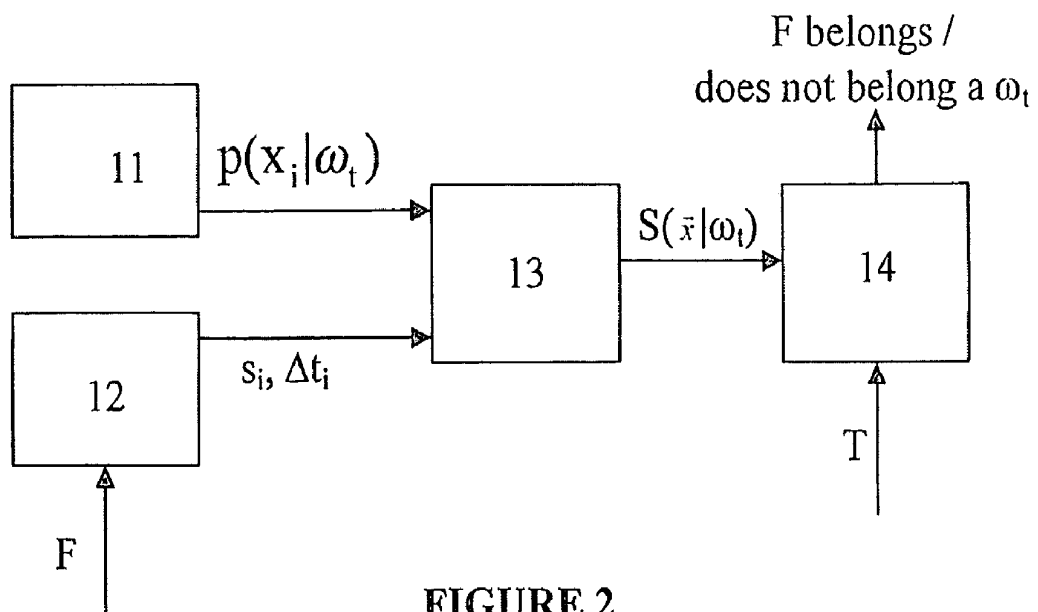 F belongs /
does not belong a ωt
11
p(xi|ωt)
13
S(x̄|ωt)
14
12
si, Δti
T
F
FIGURE 2